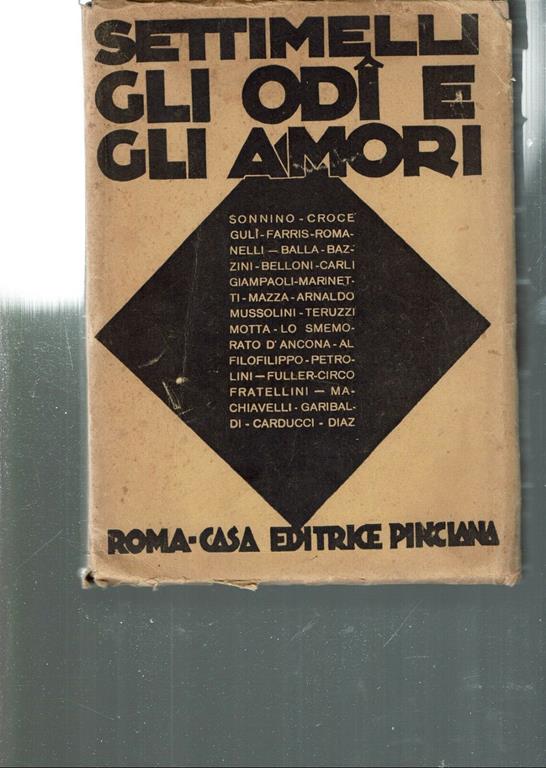 SETTIMELLI
GLI ODÎ E
GLI AMORI
SONNINO - CROCE
GULÌ - FARRIS - ROMA-
NELLI — BALLA - BAZ-
ZINI - BELLONI - CARLI
GIAMPAOLI - MARINET-
TI - MAZZA - ARNALDO
MUSSOLINI - TERUZZI
MOTTA - LO SMEMO-
RATO D'ANCONA - AL
FILOFILIPPO - PETRO-
LINI — FULLER - CIRCO
FRATELLINI — MA-
CHIAVELLI - GARIBAL-
DI - CARDUCCI - DIAZ
ROMA - CASA EDITRICE PINCIANA